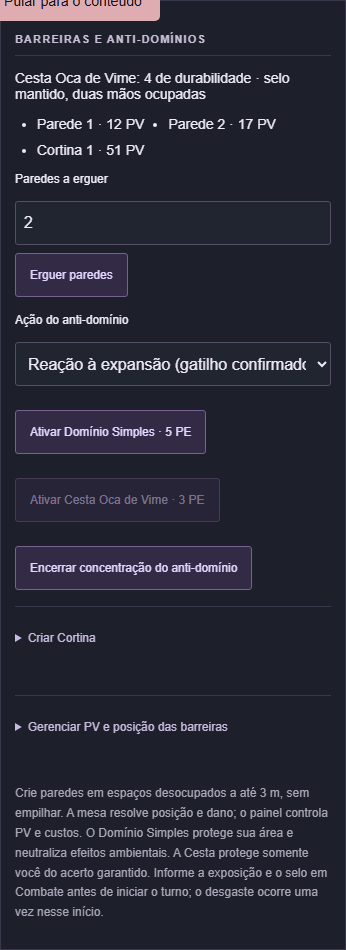 Pular para o conteúdo
BARREIRAS E ANTI-DOMÍNIOS
Cesta Oca de Vime: 4 de durabilidade · selo
mantido, duas mãos ocupadas
• Parede 1 · 12 PV • Parede 2 · 17 PV
• Cortina 1 · 51 PV
Paredes a erguer
2
Erguer paredes
Ação do anti-domínio
Reação à expansão (gatilho confirmado
Ativar Domínio Simples · 5 PE
Ativar Cesta Oca de Vime · 3 PE
Encerrar concentração do anti-domínio
Criar Cortina
Gerenciar PV e posição das barreiras
Crie paredes em espaços desocupados a até 3 m, sem
empilhar. A mesa resolve posição e dano; o painel controla
PV e custos. O Domínio Simples protege sua área e
neutraliza efeitos ambientais. A Cesta protege somente
você do acerto garantido. Informe a exposição e o selo em
Combate antes de iniciar o turno; o desgaste ocorre uma
vez nesse início.